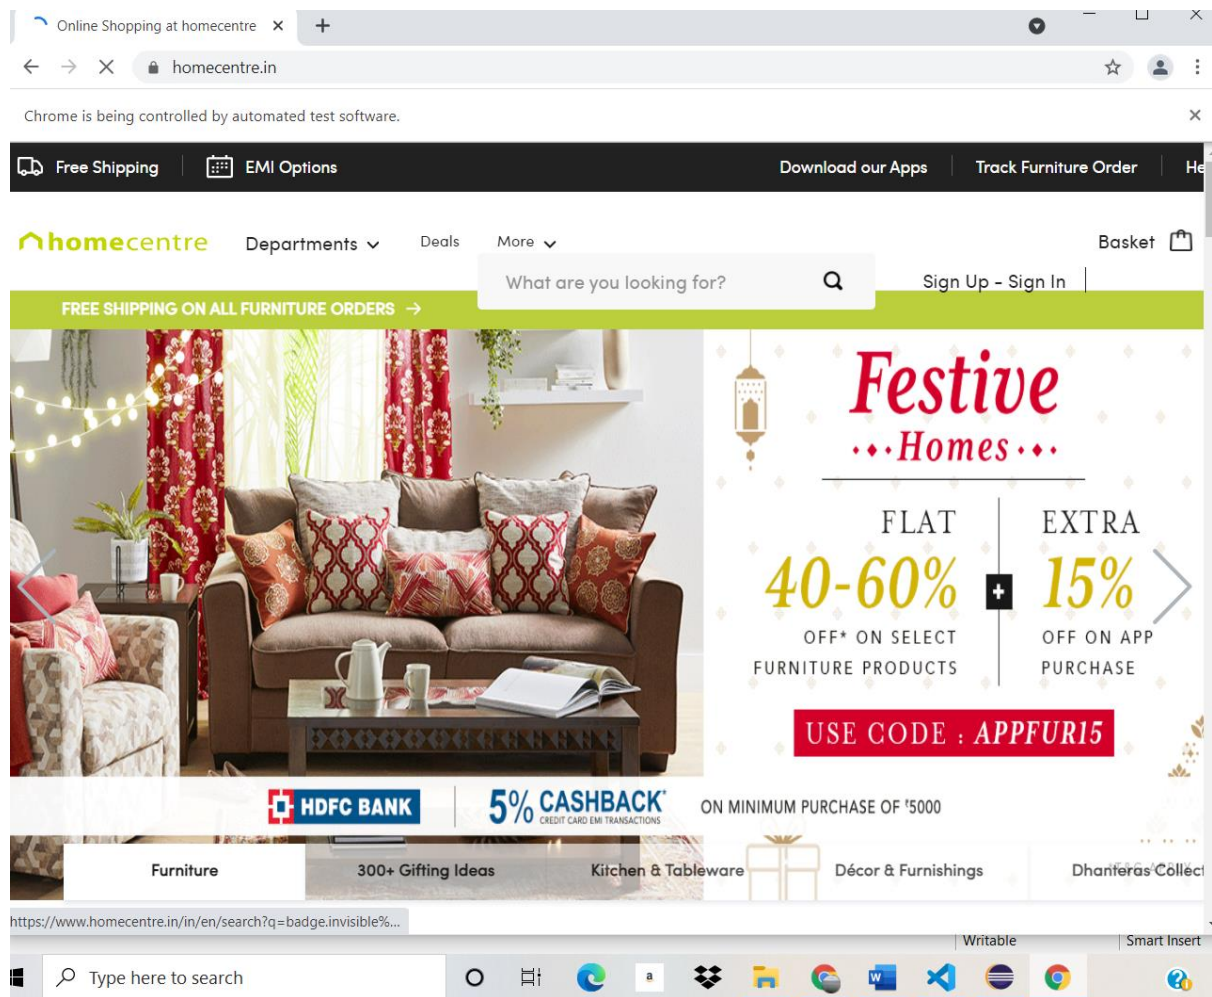 Online Shopping at homecentre
homecentre.in
Chrome is being controlled by automated test software.
Free Shipping EMI Options Download our Apps Track Furniture Order He
homecentre Departments Deals More Basket
What are you looking for? Sign Up - Sign In
FREE SHIPPING ON ALL FURNITURE ORDERS →
Festive
Homes
FLAT EXTRA
40-60% + 15%
OFF* ON SELECT OFF ON APP
FURNITURE PRODUCTS PURCHASE
USE CODE : APPFUR15
HDFC BANK 5% CASHBACK* ON MINIMUM PURCHASE OF ₹5000
CREDIT CARD EMI TRANSACTIONS
Furniture 300+ Gifting Ideas Kitchen & Tableware Décor & Furnishings Dhanteras Collect
https://www.homecentre.in/in/en/search?q=badge.invisible%...
Writable Smart Insert
Type here to search